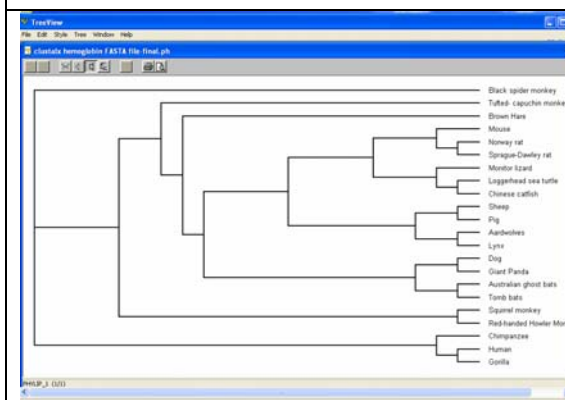 TreeView
File Edit Style Tree Window Help
clustalx hemoglobin FASTA file-final.ph
Black spider monkey
Tufted- capuchin monke
Brown Hare
Mouse
Norway rat
Sprague-Dawley rat
Monitor lizard
Loggerhead sea turtle
Chinese catfish
Sheep
Pig
Aardwolves
Lynx
Dog
Giant Panda
Australian ghost bats
Tomb bats
Squirrel monkey
Red-handed Howler Mon
Chimpanzee
Human
Gorilla
PHYLIP_1 (1/1)